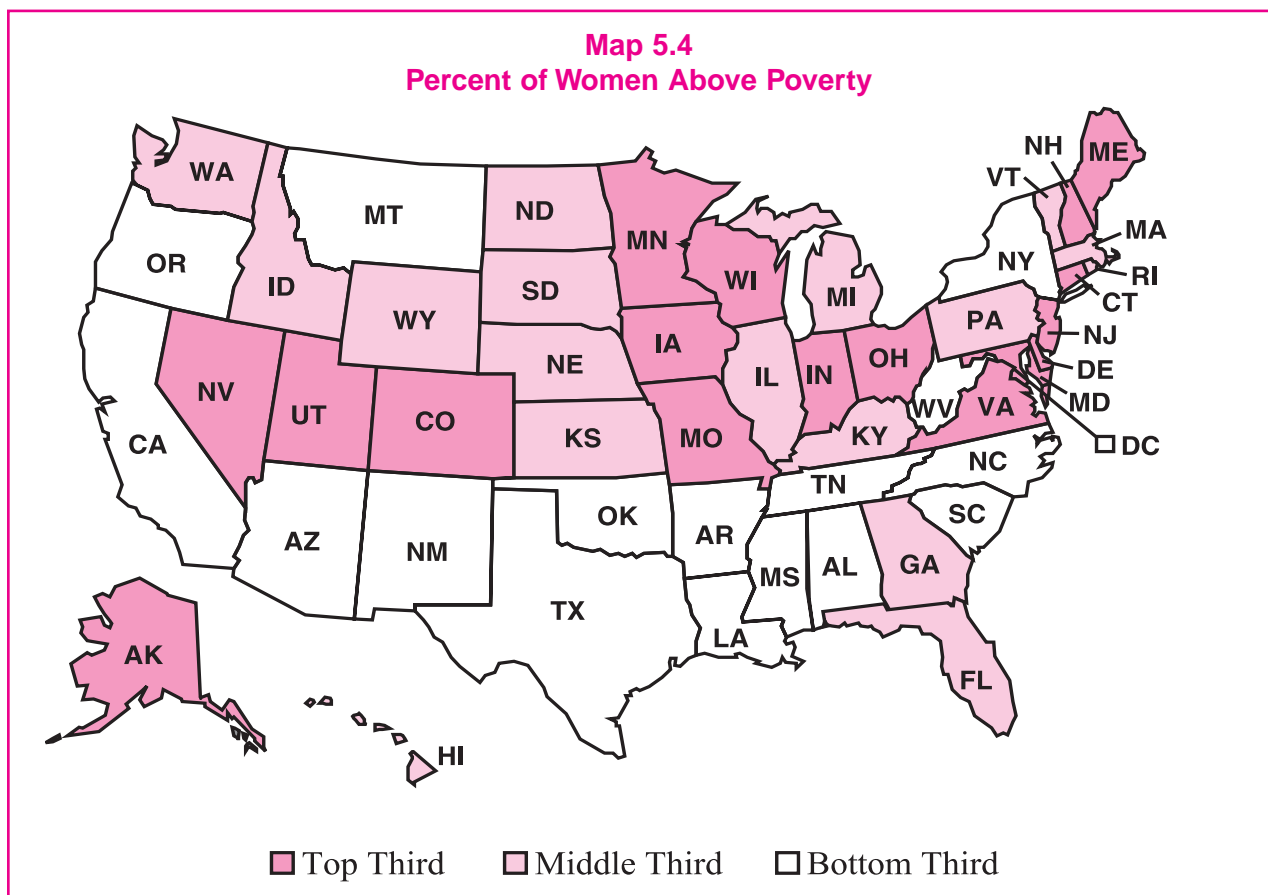 Map 5.4
Percent of Women Above Poverty
WA
MT
ND
MN
VT
NH
ME
OR
ID
WY
SD
WI
MI
NY
MA
RI
CT
NV
UT
CO
NE
KS
IA
MO
IL
IN
OH
KY
PA
WV
VA
NJ
DE
MD
DC
CA
AZ
NM
OK
TX
AR
LA
MS
AL
TN
NC
SC
GA
FL
AK
HI
Top Third Middle Third Bottom Third